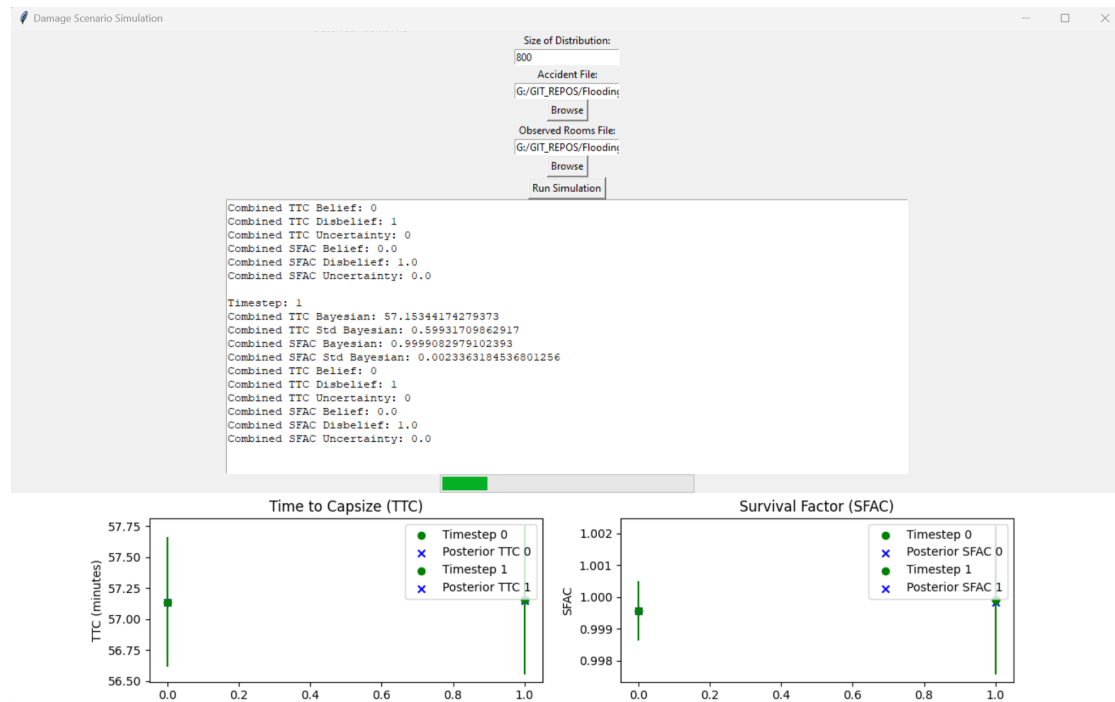 Damage Scenario Simulation
Size of Distribution:
800
Accident File:
G:/GIT_REPOS/Flooding
Browse
Observed Rooms File:
G:/GIT_REPOS/Flooding
Browse
Run Simulation
Combined TTC Belief: 0
Combined TTC Disbelief: 1
Combined TTC Uncertainty: 0
Combined SFAC Belief: 0.0
Combined SFAC Disbelief: 1.0
Combined SFAC Uncertainty: 0.0
Timestep: 1
Combined TTC Bayesian: 57.15344174279373
Combined TTC Std Bayesian: 0.59931709862917
Combined SFAC Bayesian: 0.9999082979102393
Combined SFAC Std Bayesian: 0.0023363184536801256
Combined TTC Belief: 0
Combined TTC Disbelief: 1
Combined TTC Uncertainty: 0
Combined SFAC Belief: 0.0
Combined SFAC Disbelief: 1.0
Combined SFAC Uncertainty: 0.0
Time to Capsize (TTC)
TTC (minutes)
57.75
57.50
57.25
57.00
56.75
56.50
Timestep 0
Posterior TTC 0
Timestep 1
Posterior TTC 1
0.0 0.2 0.4 0.6 0.8 1.0
Survival Factor (SFAC)
SFAC
1.002
1.001
1.000
0.999
0.998
Timestep 0
Posterior SFAC 0
Timestep 1
Posterior SFAC 1
0.0 0.2 0.4 0.6 0.8 1.0